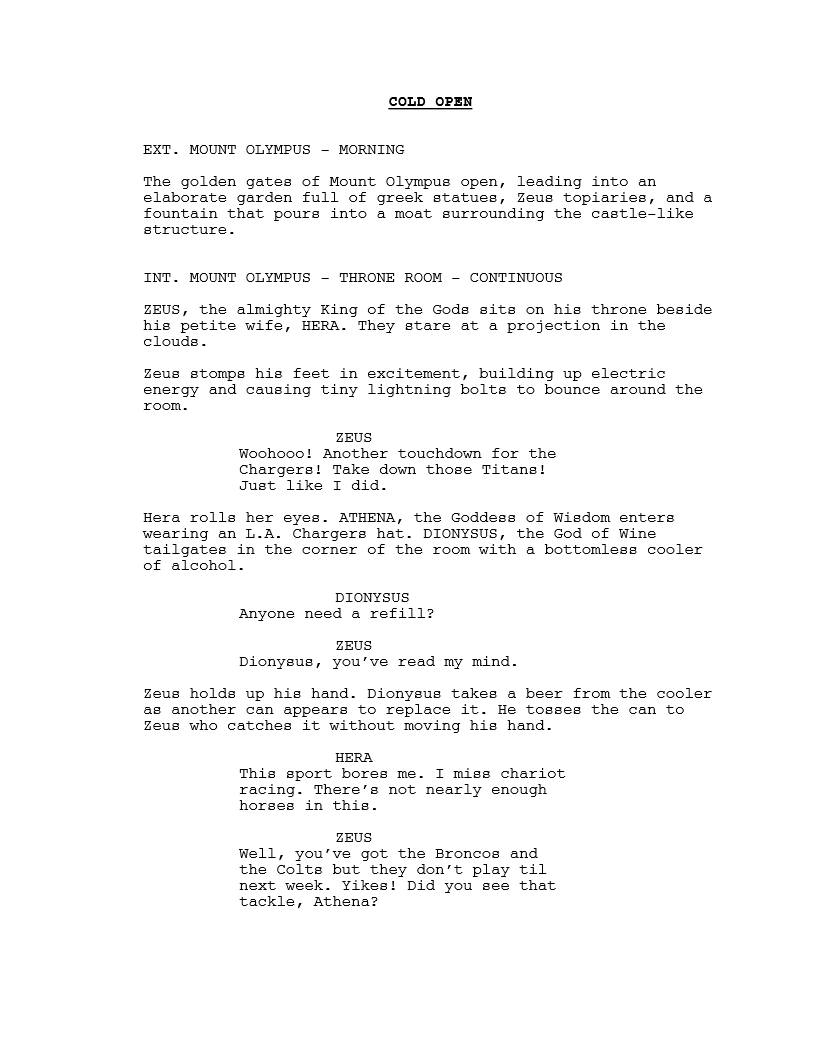 COLD OPEN
EXT. MOUNT OLYMPUS - MORNING
The golden gates of Mount Olympus open, leading into an
elaborate garden full of greek statues, Zeus topiaries, and a
fountain that pours into a moat surrounding the castle-like
structure.
INT. MOUNT OLYMPUS - THRONE ROOM - CONTINUOUS
ZEUS, the almighty King of the Gods sits on his throne beside
his petite wife, HERA. They stare at a projection in the
clouds.
Zeus stomps his feet in excitement, building up electric
energy and causing tiny lightning bolts to bounce around the
room.
ZEUS
Woohooo! Another touchdown for the
Chargers! Take down those Titans!
Just like I did.
Hera rolls her eyes. ATHENA, the Goddess of Wisdom enters
wearing an L.A. Chargers hat. DIONYSUS, the God of Wine
tailgates in the corner of the room with a bottomless cooler
of alcohol.
DIONYSUS
Anyone need a refill?
ZEUS
Dionysus, you've read my mind.
Zeus holds up his hand. Dionysus takes a beer from the cooler
as another can appears to replace it. He tosses the can to
Zeus who catches it without moving his hand.
HERA
This sport bores me. I miss chariot
racing. There's not nearly enough
horses in this.
ZEUS
Well, you've got the Broncos and
the Colts but they don't play til
next week. Yikes! Did you see that
tackle, Athena?